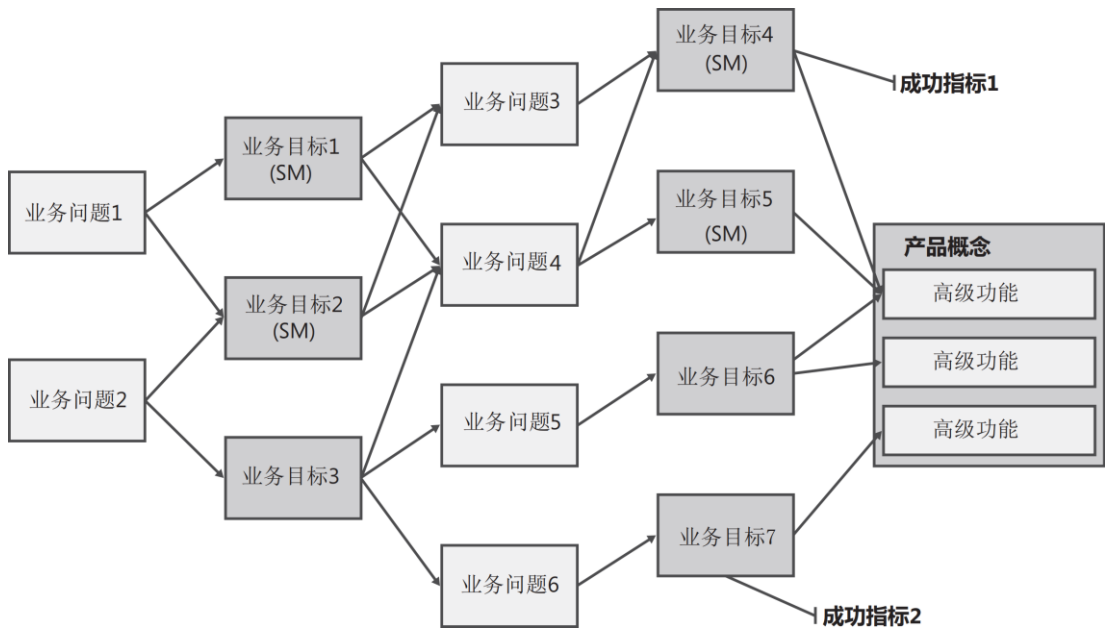 业务问题1
业务问题2
业务目标1
(SM)
业务目标2
(SM)
业务目标3
业务问题3
业务问题4
业务问题5
业务问题6
业务目标4
(SM)
业务目标5
(SM)
业务目标6
业务目标7
成功指标1
产品概念
高级功能
高级功能
高级功能
成功指标2